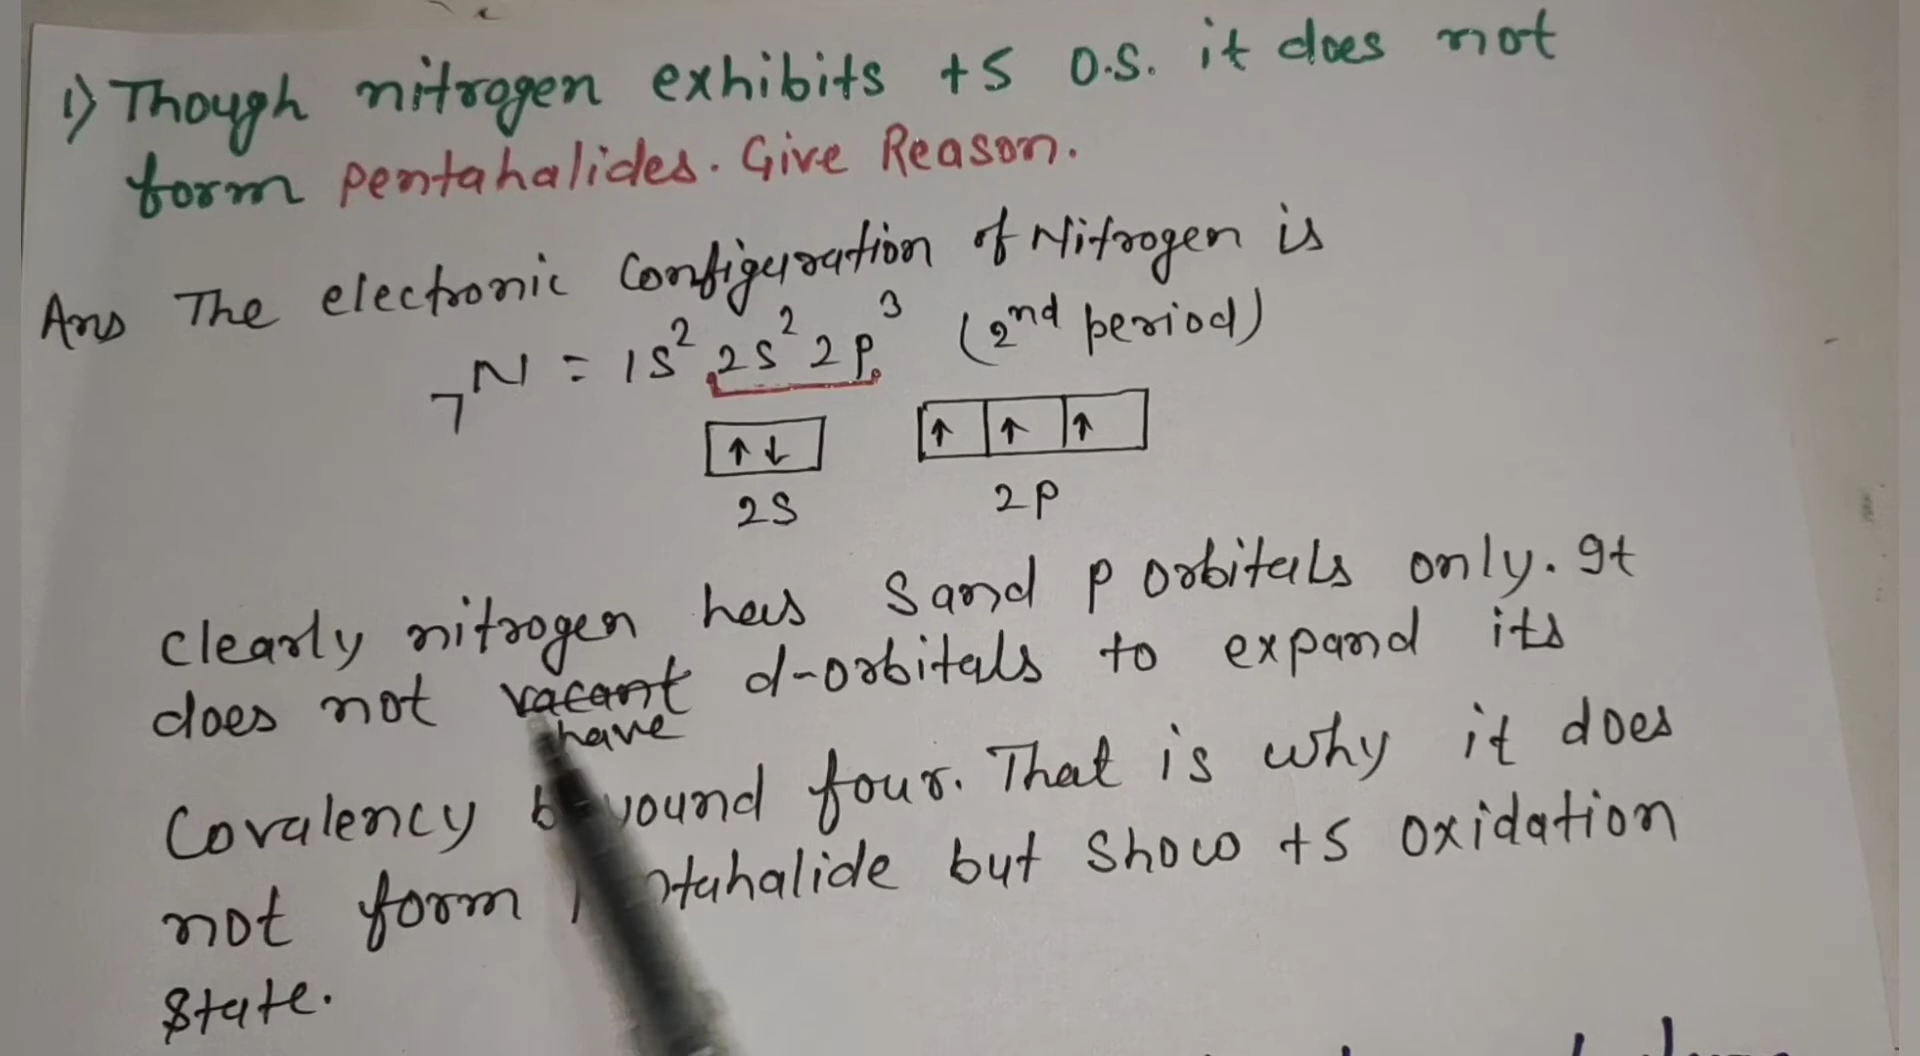 1) Though nitrogen exhibits +5 O.S. it does not
form pentahalides. Give Reason.
Ans The electronic configuration of Nitrogen is
₇N = 1s² 2s² 2p³ (2nd period)
↑↓ ↑ ↑ ↑
2s 2p
clearly nitrogen has s and p orbitals only. It
does not vacant d-orbitals to expand its
have
Covalency four. That is why it does
not form but show +5 oxidation
state.